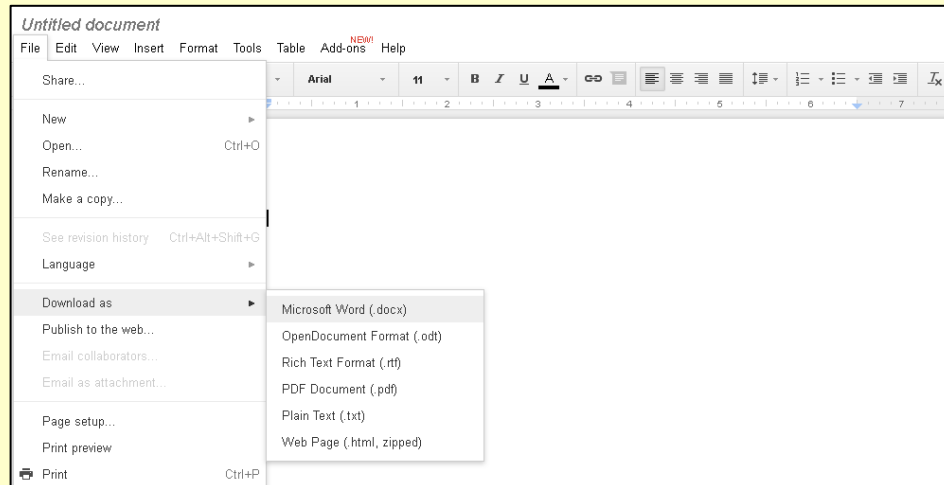 Untitled document
NEW!
File Edit View Insert Format Tools Table Add-ons Help
Share...
Arial 11 B I U A
1 2 3 4 5 6 7
New
Open... Ctrl+O
Rename...
Make a copy...
See revision history Ctrl+Alt+Shift+G
Language
Download as
Microsoft Word (.docx)
Publish to the web...
OpenDocument Format (.odt)
Email collaborators...
Rich Text Format (.rtf)
Email as attachment...
PDF Document (.pdf)
Page setup...
Plain Text (.txt)
Print preview
Web Page (.html, zipped)
Print Ctrl+P